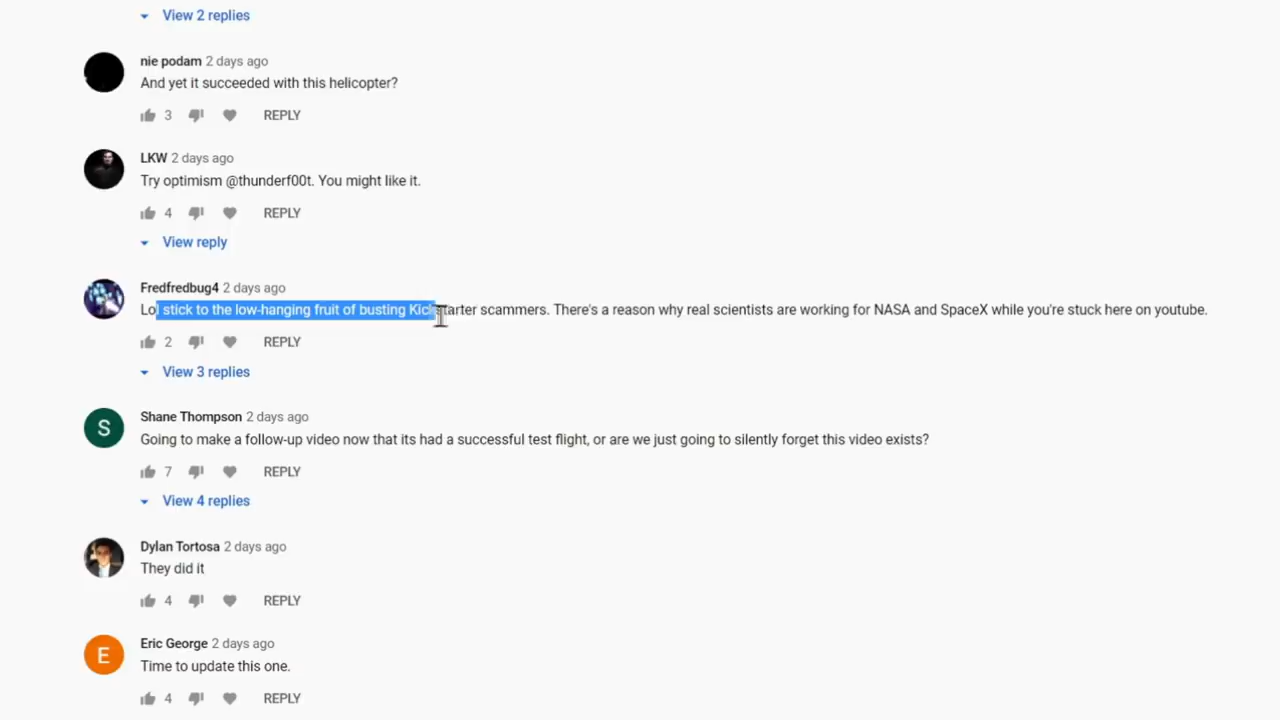 View 2 replies
nie podam 2 days ago
And yet it succeeded with this helicopter?
3 REPLY
LKW 2 days ago
Try optimism @thunderf00t. You might like it.
4 REPLY
View reply
Fredfredbug4 2 days ago
Lol stick to the low-hanging fruit of busting Kickstarter scammers. There's a reason why real scientists are working for NASA and SpaceX while you're stuck here on youtube.
2 REPLY
View 3 replies
S
Shane Thompson 2 days ago
Going to make a follow-up video now that its had a successful test flight, or are we just going to silently forget this video exists?
7 REPLY
View 4 replies
Dylan Tortosa 2 days ago
They did it
4 REPLY
E
Eric George 2 days ago
Time to update this one.
4 REPLY